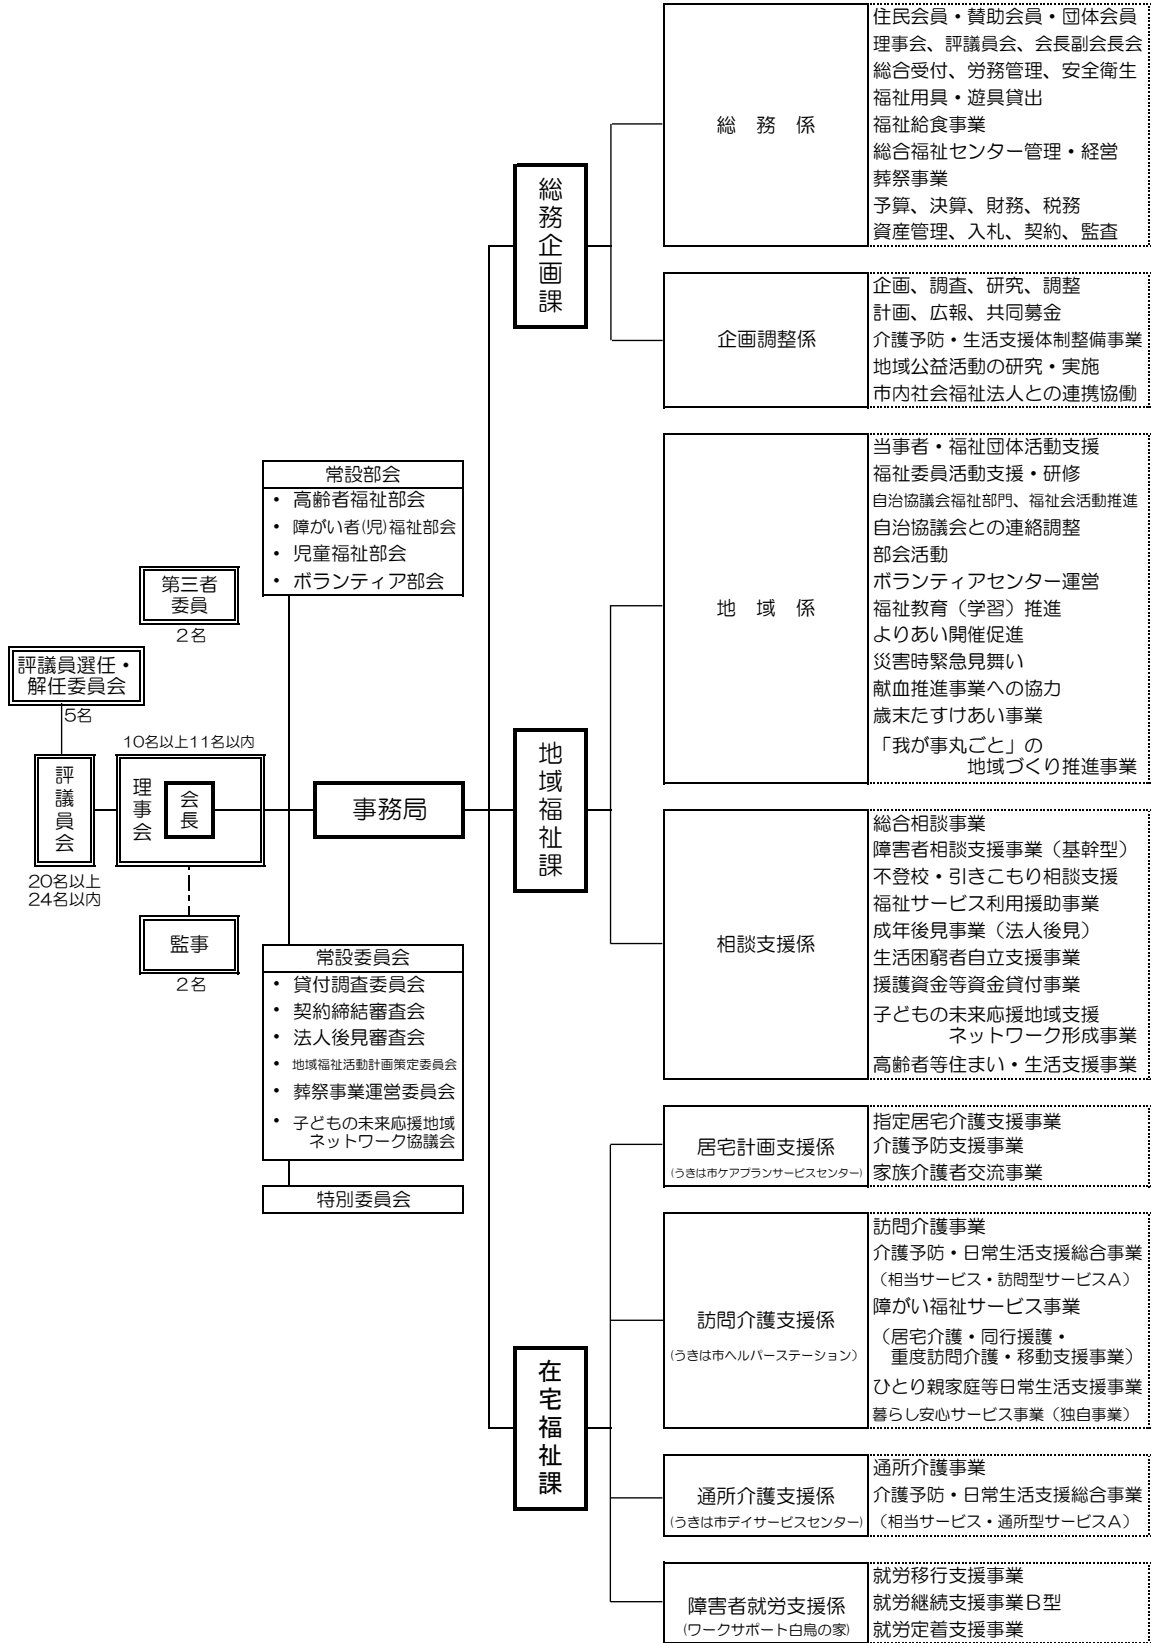 評議員選任・
解任委員会
5名
評議員会
20名以上
24名以内
第三者
委員
2名
10名以上11名以内
理事会
会長
監事
2名
常設部会
・ 高齢者福祉部会
・ 障がい者(児)福祉部会
・ 児童福祉部会
・ ボランティア部会
事務局
常設委員会
・ 貸付調査委員会
・ 契約締結審査会
・ 法人後見審査会
・ 地域福祉活動計画策定委員会
・ 葬祭事業運営委員会
・ 子どもの未来応援地域
ネットワーク協議会
特別委員会
総務企画課
総 務 係
住民会員・賛助会員・団体会員
理事会、評議員会、会長副会長会
総合受付、労務管理、安全衛生
福祉用具・遊具貸出
福祉給食事業
総合福祉センター管理・経営
葬祭事業
予算、決算、財務、税務
資産管理、入札、契約、監査
企画調整係
企画、調査、研究、調整
計画、広報、共同募金
介護予防・生活支援体制整備事業
地域公益活動の研究・実施
市内社会福祉法人との連携協働
地域福祉課
地 域 係
当事者・福祉団体活動支援
福祉委員活動支援・研修
自治協議会福祉部門、福祉会活動推進
自治協議会との連絡調整
部会活動
ボランティアセンター運営
福祉教育（学習）推進
よりあい開催促進
災害時緊急見舞い
献血推進事業への協力
歳末たすけあい事業
「我が事丸ごと」の
地域づくり推進事業
相談支援係
総合相談事業
障害者相談支援事業（基幹型）
不登校・引きこもり相談支援
福祉サービス利用援助事業
成年後見事業（法人後見）
生活困窮者自立支援事業
援護資金等資金貸付事業
子どもの未来応援地域支援
ネットワーク形成事業
高齢者等住まい・生活支援事業
在宅福祉課
居宅計画支援係
(うきは市ケアプランサービスセンター)
指定居宅介護支援事業
介護予防支援事業
家族介護者交流事業
訪問介護支援係
(うきは市ヘルパーステーション)
訪問介護事業
介護予防・日常生活支援総合事業
（相当サービス・訪問型サービスA）
障がい福祉サービス事業
（居宅介護・同行援護・
重度訪問介護・移動支援事業）
ひとり親家庭等日常生活支援事業
暮らし安心サービス事業（独自事業）
通所介護支援係
(うきは市デイサービスセンター)
通所介護事業
介護予防・日常生活支援総合事業
（相当サービス・通所型サービスA）
障害者就労支援係
(ワークサポート白鳥の家)
就労移行支援事業
就労継続支援事業B型
就労定着支援事業